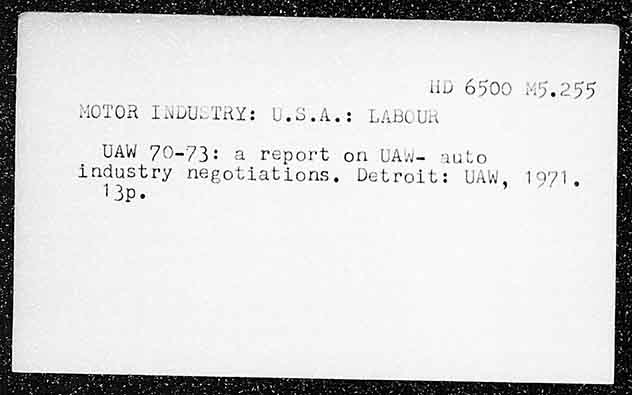 HD 6500 M5.255
MOTOR INDUSTRY: U.S.A.: LABOUR
UAW 70-73: a report on UAW- auto
industry negotiations. Detroit: UAW, 1971.
13p.